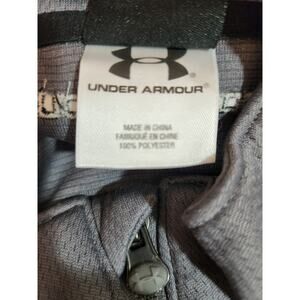 UNDER ARMOUR
MADE IN CHINA
FABRIQUÉ EN CHINE
100% POLYESTER